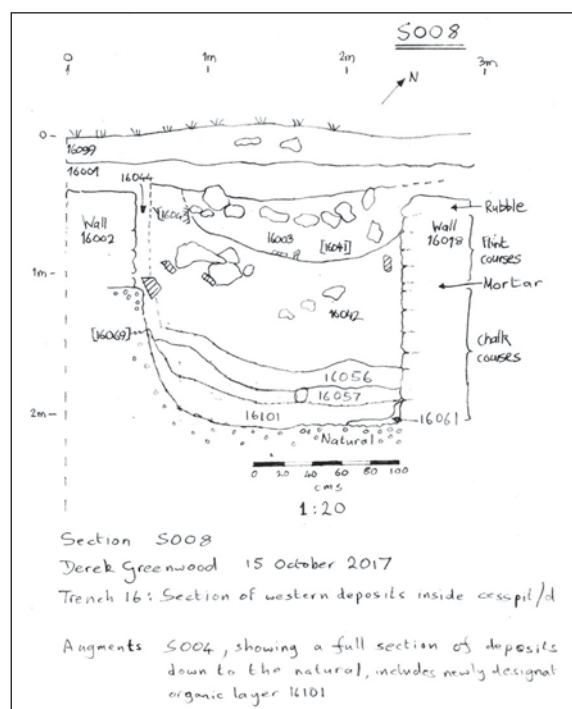 S008
0 1m 2m 3m
N
0
16099
16001
16044
Wall
16002
[16043]
16003
[16041]
Wall
16098
Rubble
Flint
courses
1m
Mortar
16042
[16069]
Chalk
courses
16056
16057
16101
16061
2m
Natural
0 20 40 60 80 100
cms
1:20
Section S008
Derek Greenwood 15 October 2017
Trench 16: Section of western deposits inside cesspit/d
Augments S004, showing a full section of deposits
down to the natural, includes newly designat
organic layer 16101